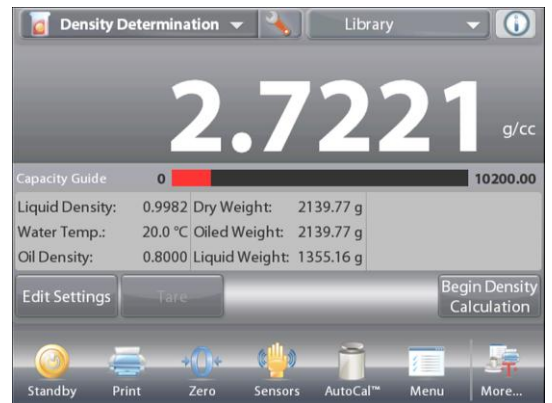 Density Determination Library
2.7221 g/cc
Capacity Guide 0 10200.00
Liquid Density: 0.9982 Dry Weight: 2139.77 g
Water Temp.: 20.0 °C Oiled Weight: 2139.77 g
Oil Density: 0.8000 Liquid Weight: 1355.16 g
Edit Settings Tare Begin Density
Calculation
Standby Print Zero Sensors AutoCal™ Menu More...